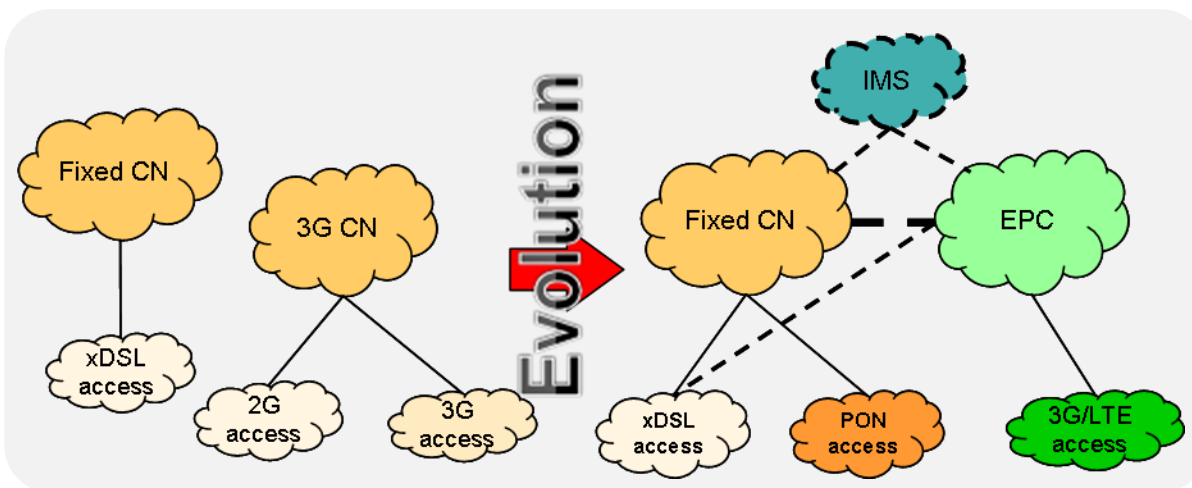 Fixed CN
3G CN
xDSL
access
2G
access
3G
access
Evolution
IMS
Fixed CN
EPC
xDSL
access
PON
access
3G/LTE
access